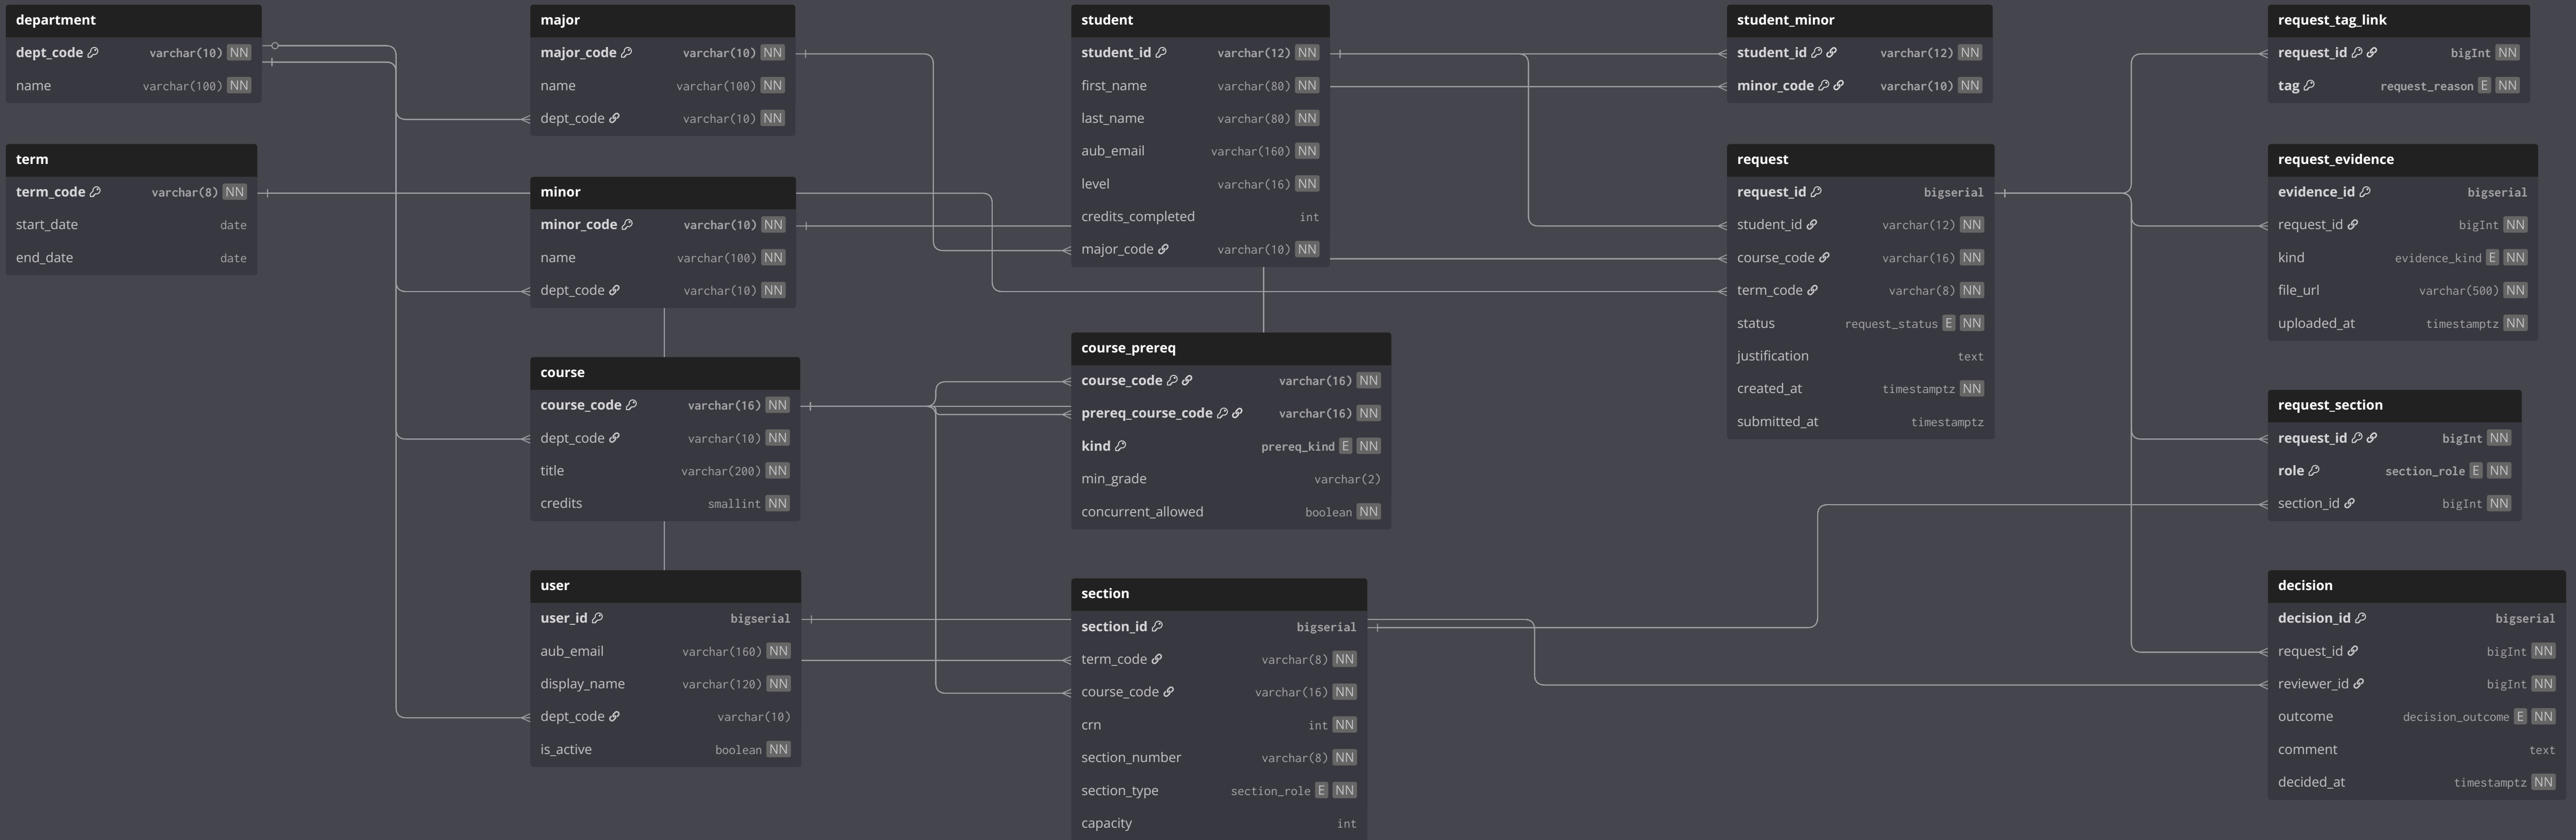 department
dept_code varchar(10) NN
name varchar(100) NN
term
term_code varchar(8) NN
start_date date
end_date date
major
major_code varchar(10) NN
name varchar(100) NN
dept_code varchar(10) NN
minor
minor_code varchar(10) NN
name varchar(100) NN
dept_code varchar(10) NN
course
course_code varchar(16) NN
dept_code varchar(10) NN
title varchar(200) NN
credits smallint NN
user
user_id bigserial
aub_email varchar(160) NN
display_name varchar(120) NN
dept_code varchar(10)
is_active boolean NN
student
student_id varchar(12) NN
first_name varchar(80) NN
last_name varchar(80) NN
aub_email varchar(160) NN
level varchar(16) NN
credits_completed int
major_code varchar(10) NN
course_prereq
course_code varchar(16) NN
prereq_course_code varchar(16) NN
kind prereq_kind E NN
min_grade varchar(2)
concurrent_allowed boolean NN
section
section_id bigserial
term_code varchar(8) NN
course_code varchar(16) NN
crn int NN
section_number varchar(8) NN
section_type section_role E NN
capacity int
student_minor
student_id varchar(12) NN
minor_code varchar(10) NN
request
request_id bigserial
student_id varchar(12) NN
course_code varchar(16) NN
term_code varchar(8) NN
status request_status E NN
justification text
created_at timestamptz NN
submitted_at timestamptz
request_tag_link
request_id bigInt NN
tag request_reason E NN
request_evidence
evidence_id bigserial
request_id bigInt NN
kind evidence_kind E NN
file_url varchar(500) NN
uploaded_at timestamptz NN
request_section
request_id bigInt NN
role section_role E NN
section_id bigInt NN
decision
decision_id bigserial
request_id bigInt NN
reviewer_id bigInt NN
outcome decision_outcome E NN
comment text
decided_at timestamptz NN